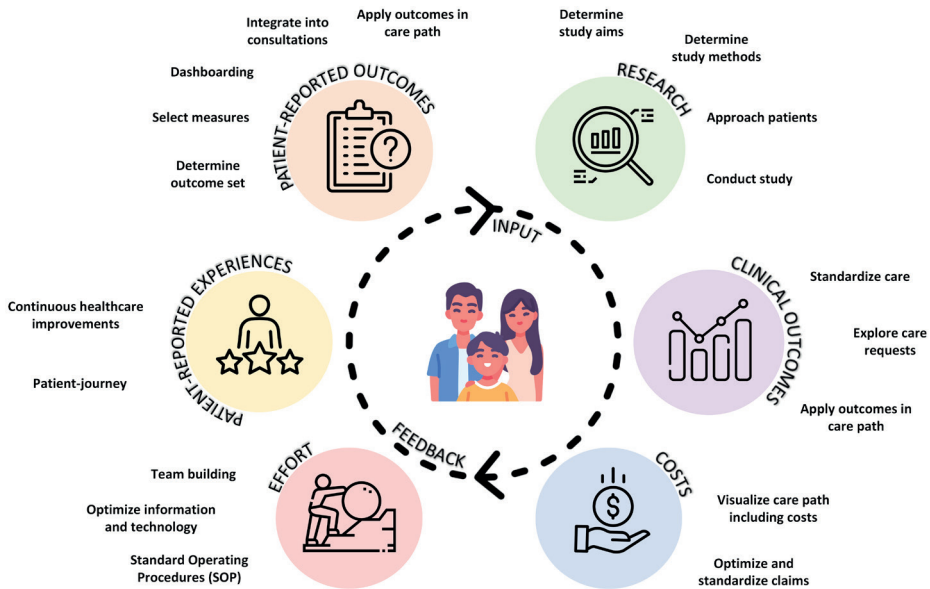 Integrate into
consultations
Apply outcomes in
care path
Dashboarding
Select measures
Determine
outcome set
PATIENT-REPORTED OUTCOMES
Determine
study aims
Determine
study methods
RESEARCH
Approach patients
Conduct study
INPUT
PATIENT-REPORTED EXPERIENCES
Continuous healthcare
improvements
Patient-journey
CLINICAL OUTCOMES
Standardize care
Explore care
requests
Apply outcomes in
care path
FEEDBACK
EFFORT
Team building
Optimize information
and technology
Standard Operating
Procedures (SOP)
COSTS
Visualize care path
including costs
Optimize and
standardize claims
$
?